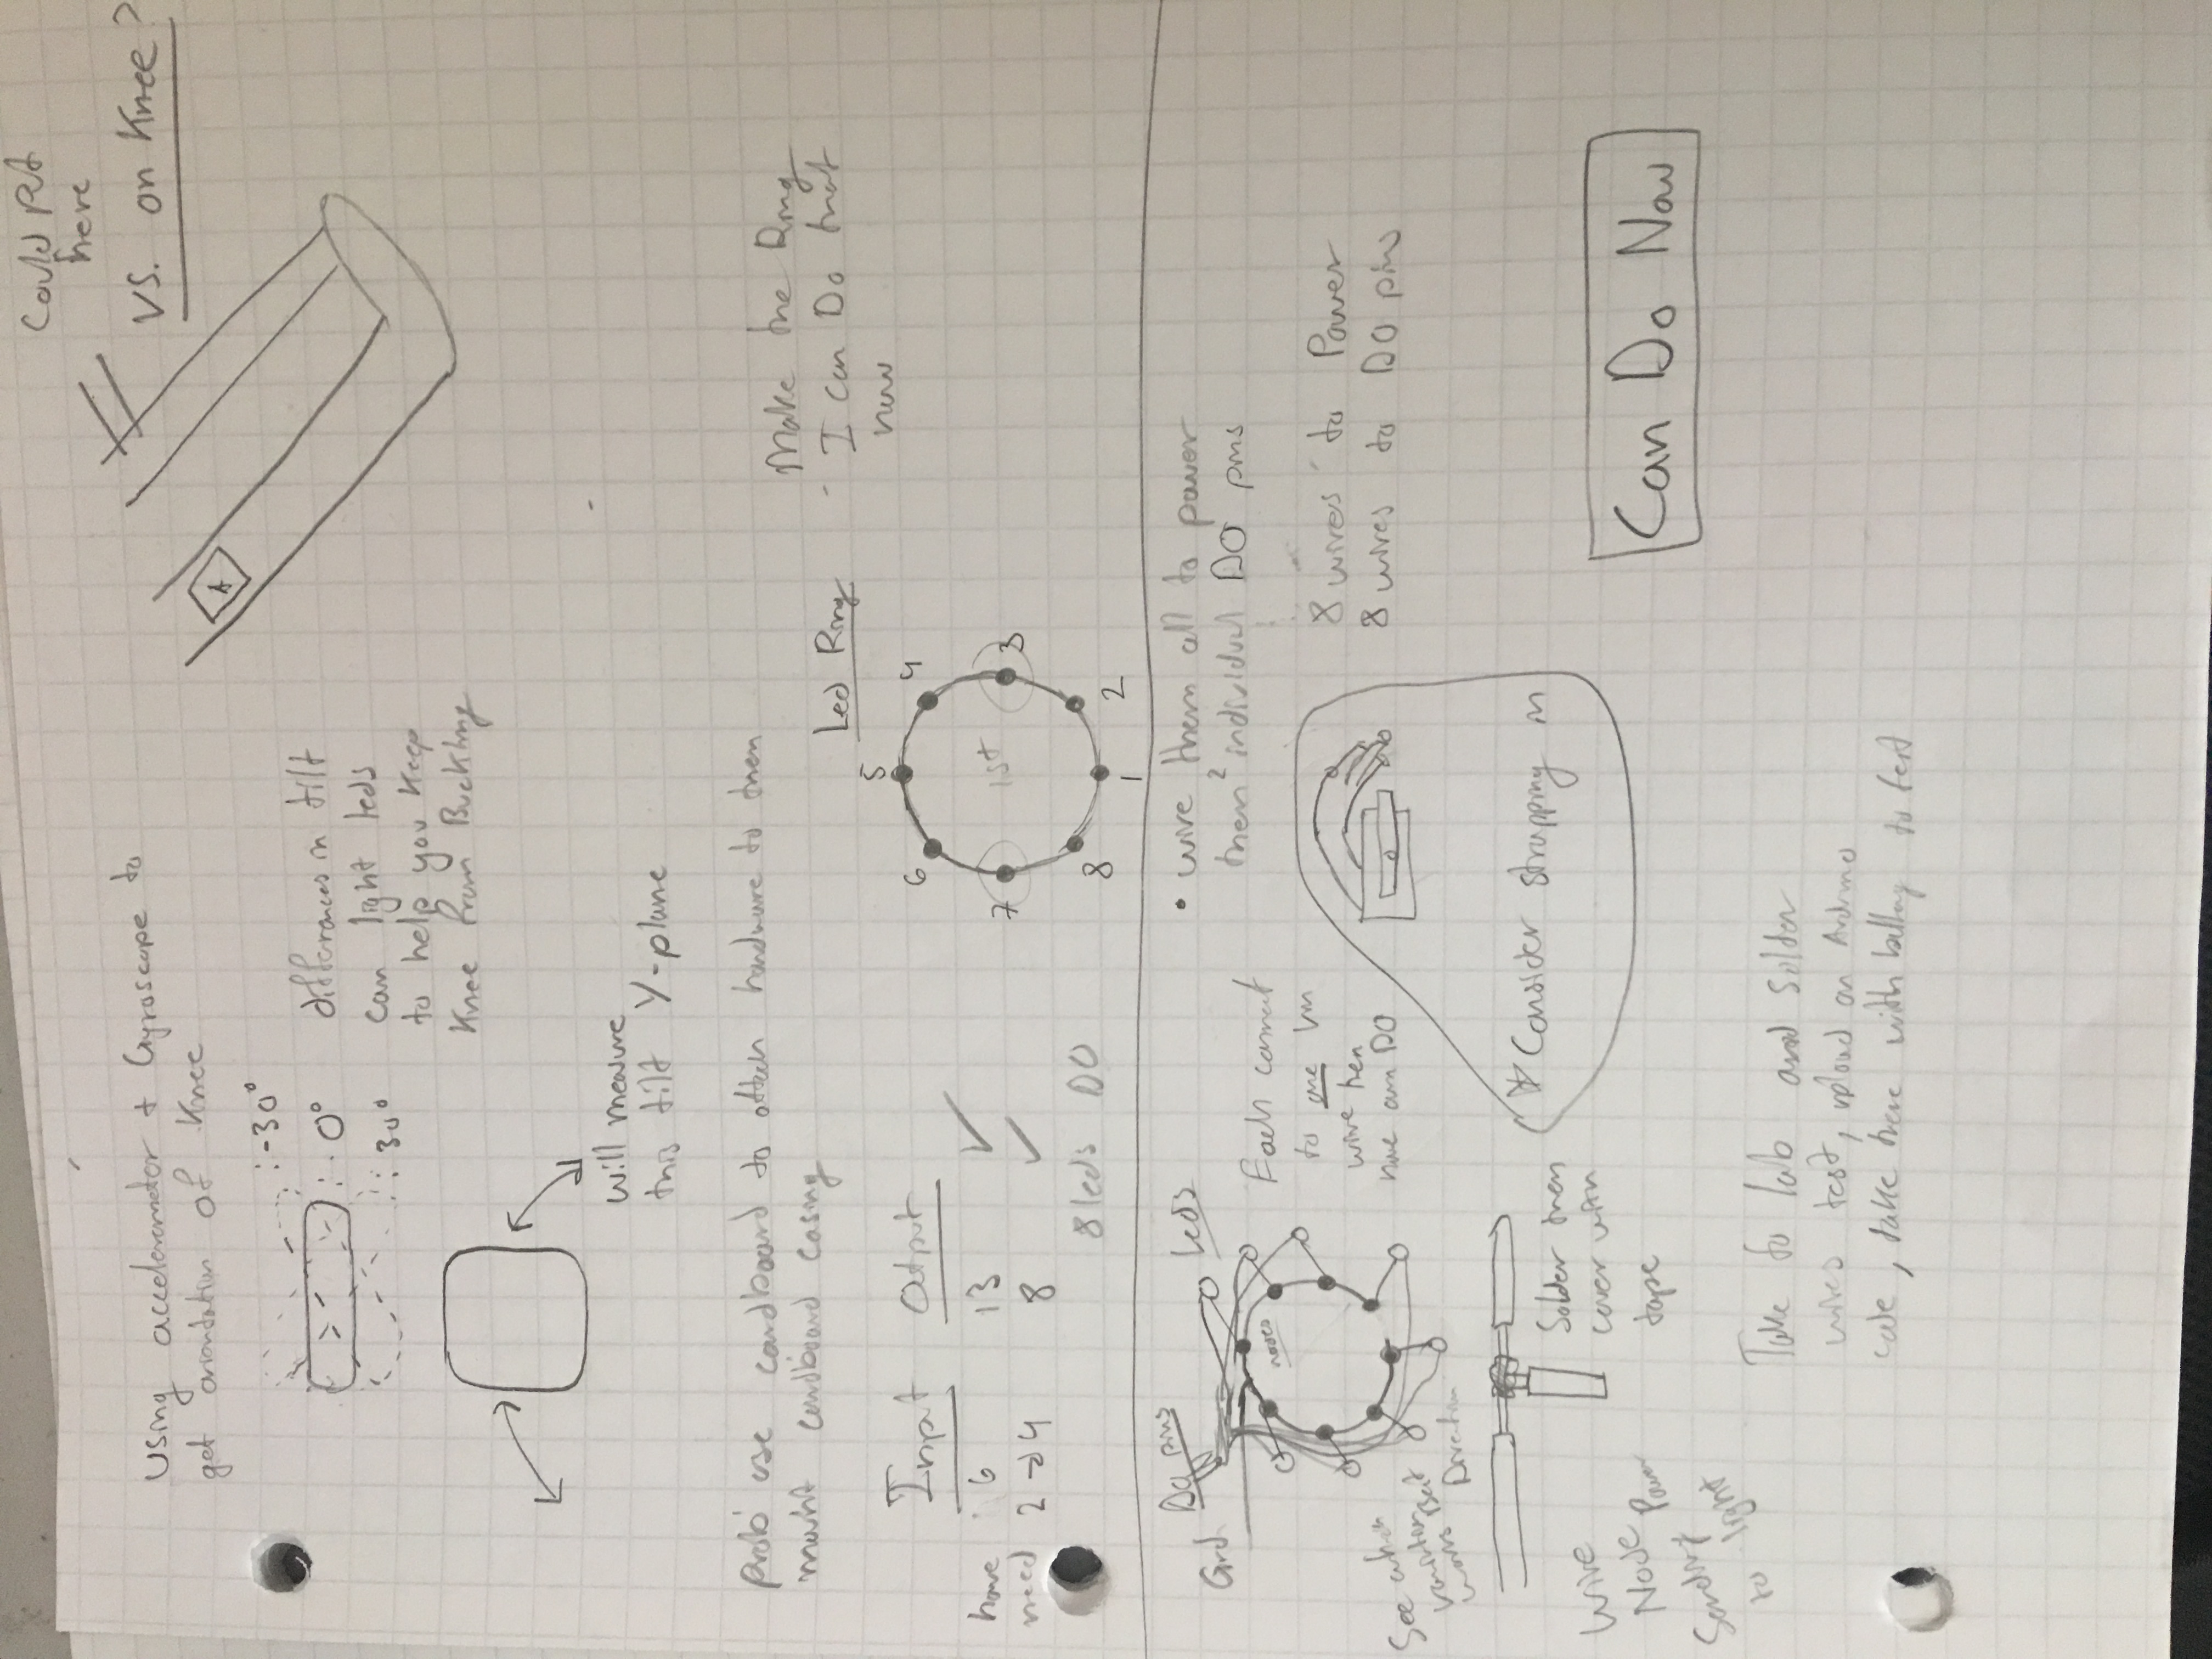 Could Put
here
vs. on Knee?
Using accelerometer + Gyroscope to
get orientation of Knee
-30°
0°
30°
differences in tilt
can light leds
to help you Keep
Knee from Buckling
will measure
this tilt Y-plane
prob use cardboard to attach hardware to then
mount cardboard casing
Make the Ring
I can Do that
now
Led Ring
5
6 4
7 1st 3
8 2
1
Input Output
have 6 13 ✓
need 2 → 4 8 ✓
8 leds DO
Grd DO pins Leds
nodes
Each connect
to one
wire then
have own DO
See which
variation
works Best
Direction
• wire them all to power
then 2 individual DO pins
8 wires to Power
8 wires to DO pins
* Consider strapping in
Solder then
cover with
tape
Wire
Node
Sending Power
to light
Can Do Now
Take to lab and Solder
wires test, upload on Arduino
code, take here with battery to test